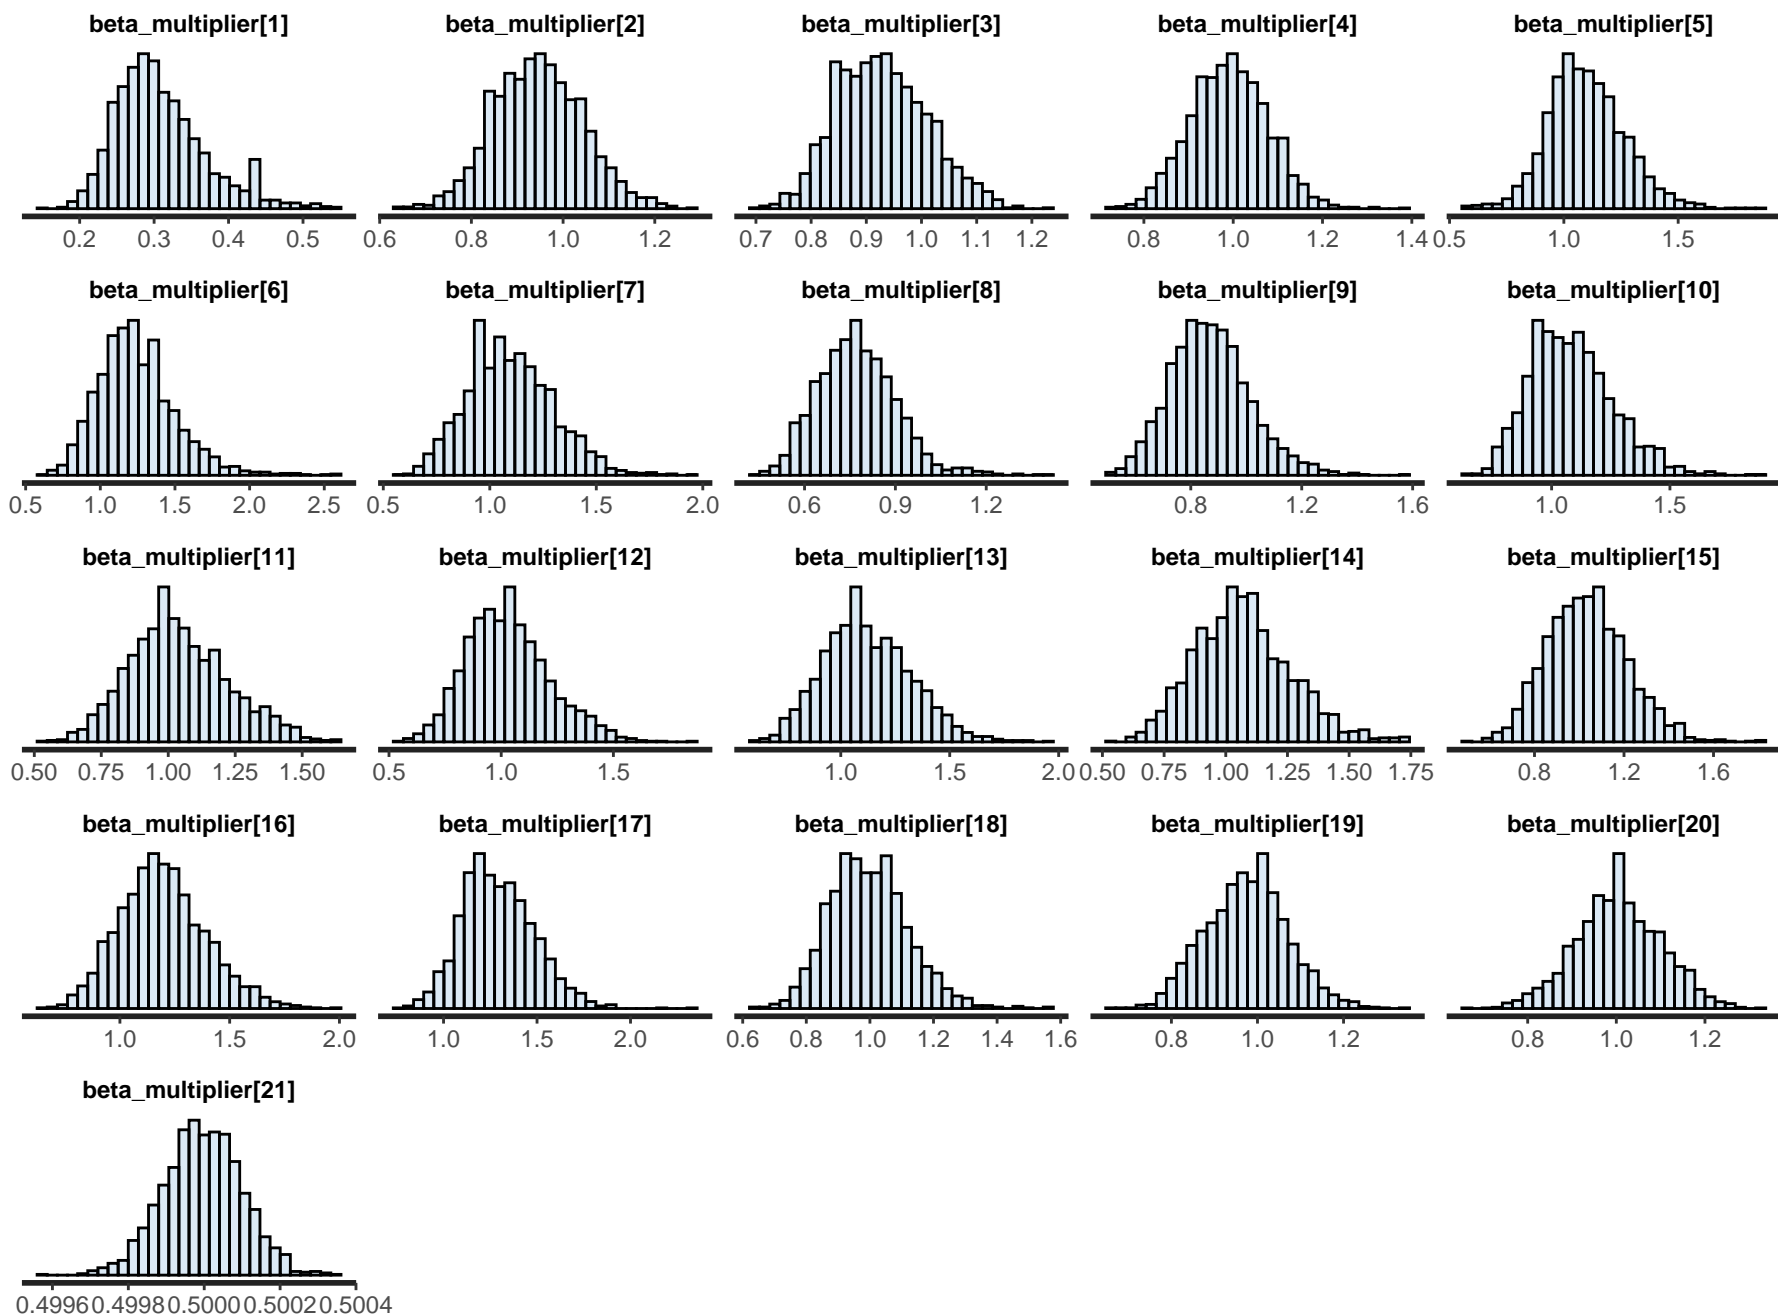 beta_multiplier[1] beta_multiplier[2] beta_multiplier[3] beta_multiplier[4] beta_multiplier[5]
0.2 0.3 0.4 0.5 0.6 0.8 1.0 1.2 0.7 0.8 0.9 1.0 1.1 1.2 0.8 1.0 1.2 1.4 0.5 1.0 1.5
beta_multiplier[6] beta_multiplier[7] beta_multiplier[8] beta_multiplier[9] beta_multiplier[10]
0.5 1.0 1.5 2.0 2.5 0.5 1.0 1.5 2.0 0.6 0.9 1.2 0.8 1.2 1.6 1.0 1.5
beta_multiplier[11] beta_multiplier[12] beta_multiplier[13] beta_multiplier[14] beta_multiplier[15]
0.50 0.75 1.00 1.25 1.50 0.5 1.0 1.5 1.0 1.5 2.0 0.50 0.75 1.00 1.25 1.50 1.75 0.8 1.2 1.6
beta_multiplier[16] beta_multiplier[17] beta_multiplier[18] beta_multiplier[19] beta_multiplier[20]
1.0 1.5 2.0 1.0 1.5 2.0 0.6 0.8 1.0 1.2 1.4 1.6 0.8 1.0 1.2 0.8 1.0 1.2
beta_multiplier[21]
0.4996 0.4998 0.5000 0.5002 0.5004